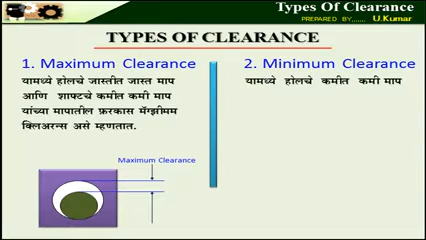 Types Of Clearance
PREPARED BY,,,,,,, U.Kumar
TYPES OF CLEARANCE
1. Maximum Clearance
यामध्ये होलचे जास्तीत जास्त माप
आणि शाफ्टचे कमीत कमी माप
यांच्या मापातील फ़रकास मॅग्झीमम
क्लिअरन्स असे म्हणतात.
Maximum Clearance
2. Minimum Clearance
यामध्ये होलचे कमीत कमी माप